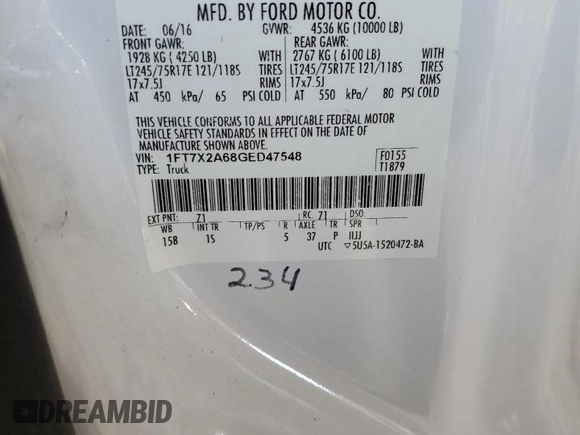 MFD. BY FORD MOTOR CO.
DATE: 06/16 GVWR: 4536 KG (10000 LB)
FRONT GAWR: REAR GAWR:
1928 KG ( 4250 LB) 2767 KG ( 6100 LB)
LT245/75R17E 121/118S TIRES LT245/75R17E 121/118S TIRES
17x7.5J RIMS 17x7.5J RIMS
AT 450 kPa/ 65 PSI COLD AT 550 kPa/ 80 PSI COLD
THIS VEHICLE CONFORMS TO ALL APPLICABLE FEDERAL MOTOR
VEHICLE SAFETY STANDARDS IN EFFECT ON THE DATE OF
MANUFACTURE SHOWN ABOVE.
VIN: 1FT7X2A68GED47548 F0155
TYPE: Truck T1879
EXT PNT: Z1 RC: 71 DSO:
WB INT TR TP/PS R AXLE TR SPR
158 1S 5 37 P IIJJ
UTC ▽5U5A-1520472-BA
234
DREAMBID